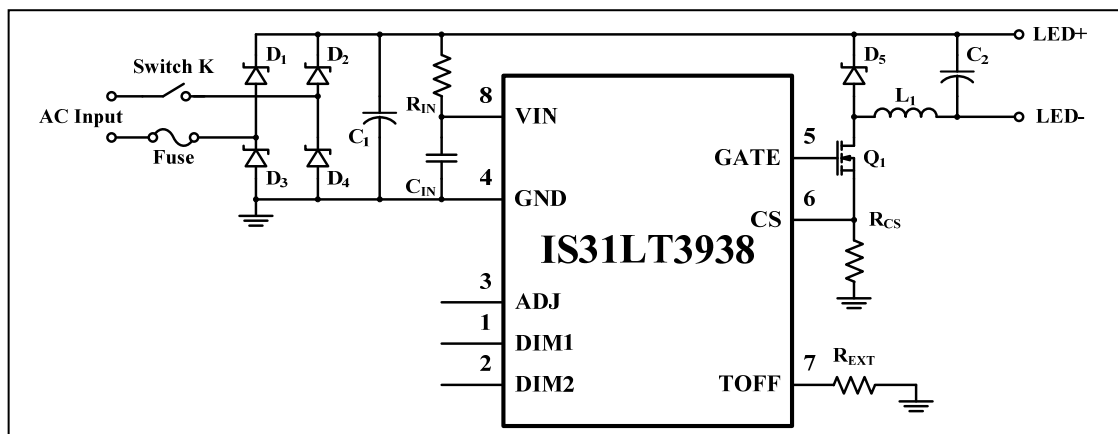 LED+
D1
D2
D5
C2
Switch K
L1
8
RIN
VIN
LED-
AC Input
C1
5
GATE
Q1
Fuse
D3
D4
CIN
4
GND
6
CS
RCS
IS31LT3938
3
ADJ
1
DIM1
2
DIM2
7
TOFF
REXT